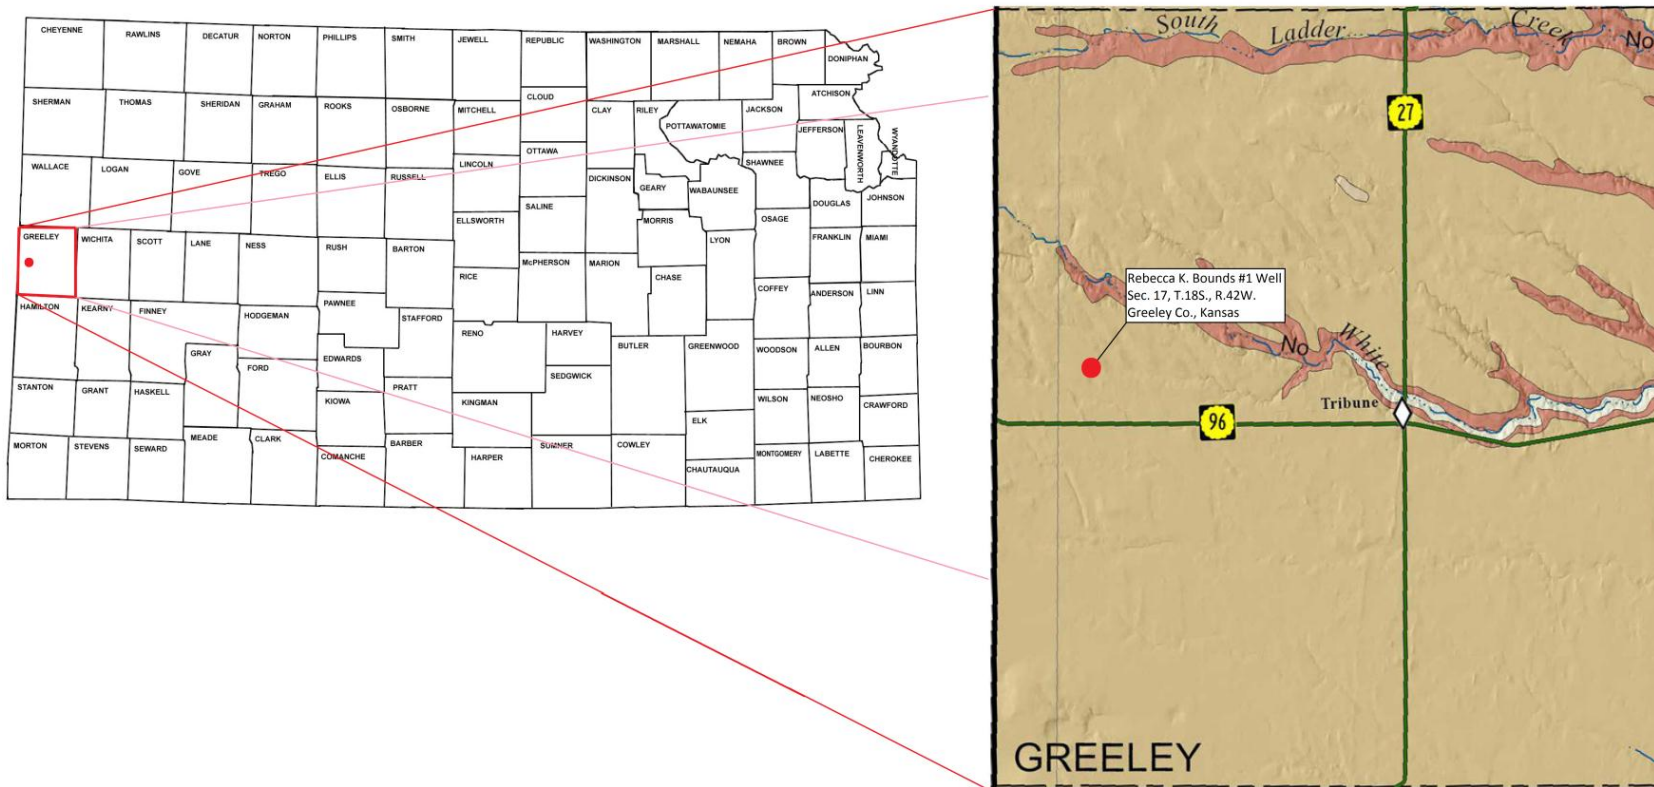 CHEYENNE
RAWLINS
DECATUR
NORTON
PHILLIPS
SMITH
JEWELL
REPUBLIC
WASHINGTON
MARSHALL
NEMAHA
BROWN
DONIPHAN
SHERMAN
THOMAS
SHERIDAN
GRAHAM
ROOKS
OSBORNE
MITCHELL
CLOUD
CLAY
RILEY
POTTAWATOMIE
JACKSON
ATCHISON
JEFFERSON
LEAVENWORTH
WYANDOTTE
WALLACE
LOGAN
GOVE
TREGO
ELLIS
RUSSELL
LINCOLN
OTTAWA
DICKINSON
GEARY
WABAUNSEE
SHAWNEE
DOUGLAS
JOHNSON
GREELEY
WICHITA
SCOTT
LANE
NESS
RUSH
BARTON
ELLSWORTH
SALINE
MORRIS
LYON
OSAGE
FRANKLIN
MIAMI
RICE
McPHERSON
MARION
CHASE
COFFEY
ANDERSON
LINN
HAMILTON
KEARNY
FINNEY
HODGEMAN
PAWNEE
STAFFORD
RENO
HARVEY
BUTLER
GREENWOOD
WOODSON
ALLEN
BOURBON
GRAY
FORD
EDWARDS
PRATT
SEDGWICK
STANTON
GRANT
HASKELL
KIOWA
KINGMAN
ELK
WILSON
NEOSHO
CRAWFORD
MORTON
STEVENS
SEWARD
MEADE
CLARK
COMANCHE
BARBER
HARPER
SUMNER
COWLEY
CHAUTAUQUA
MONTGOMERY
LABETTE
CHEROKEE
South Ladder Creek
No
27
Rebecca K. Bounds #1 Well
Sec. 17, T.18S., R.42W.
Greeley Co., Kansas
No
White
Tribune
96
GREELEY